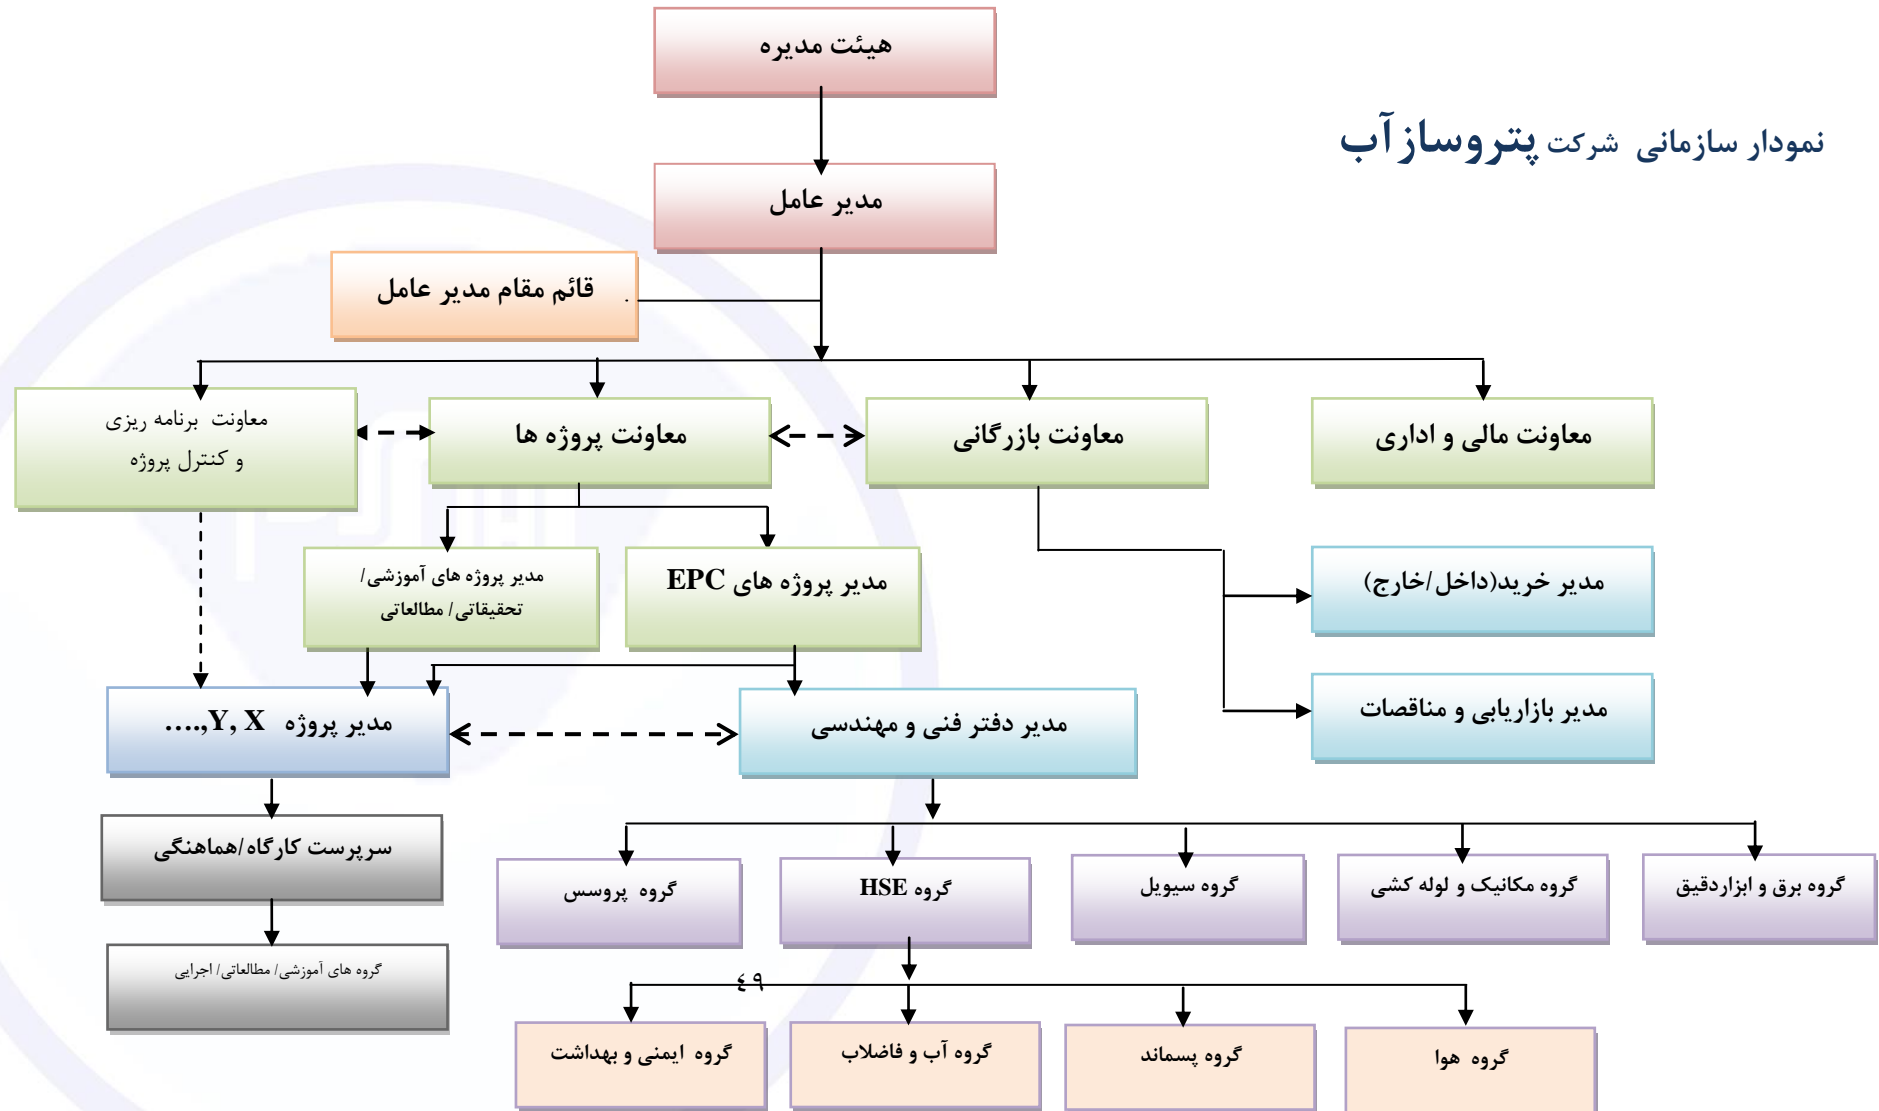 هیئت مدیره
نمودار سازمانی شرکت پتروساز آب
مدیر عامل
قائم مقام مدیر عامل
معاونت مالی و اداری
معاونت بازرگانی
معاونت پروژه ها
معاونت برنامه ریزی
و کنترل پروژه
مدیر خرید(داخل/خارج)
مدیر پروژه های EPC
مدیر پروژه های آموزشی/
تحقیقاتی/ مطالعاتی
مدیر بازاریابی و مناقصات
مدیر دفتر فنی و مهندسی
مدیر پروژه Y, X,….
سرپرست کارگاه/هماهنگی
گروه برق و ابزاردقیق
گروه مکانیک و لوله کشی
گروه سیویل
گروه HSE
گروه پروسس
گروه های آموزشی/ مطالعاتی/ اجرایی
٤٩
گروه هوا
گروه پسماند
گروه آب و فاضلاب
گروه ایمنی و بهداشت